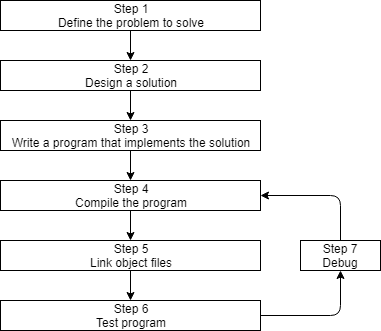 Step 1
Define the problem to solve
Step 2
Design a solution
Step 3
Write a program that implements the solution
Step 4
Compile the program
Step 5
Link object files
Step 7
Debug
Step 6
Test program